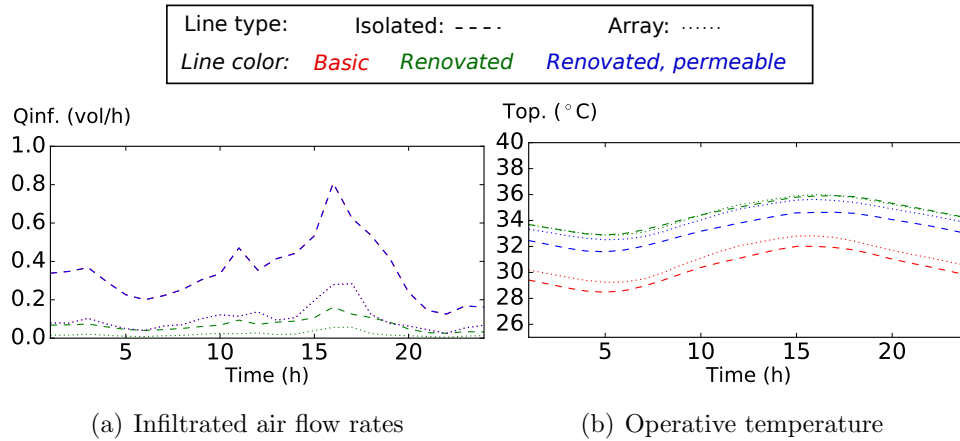 Line type: Isolated: Array:
Line color: Basic Renovated Renovated, permeable
Qinf. (vol/h)
1.0
0.8
0.6
0.4
0.2
0.0
5 10 15 20
Time (h)
(a) Infiltrated air flow rates
Top. (°C)
40
38
36
34
32
30
28
26
5 10 15 20
Time (h)
(b) Operative temperature